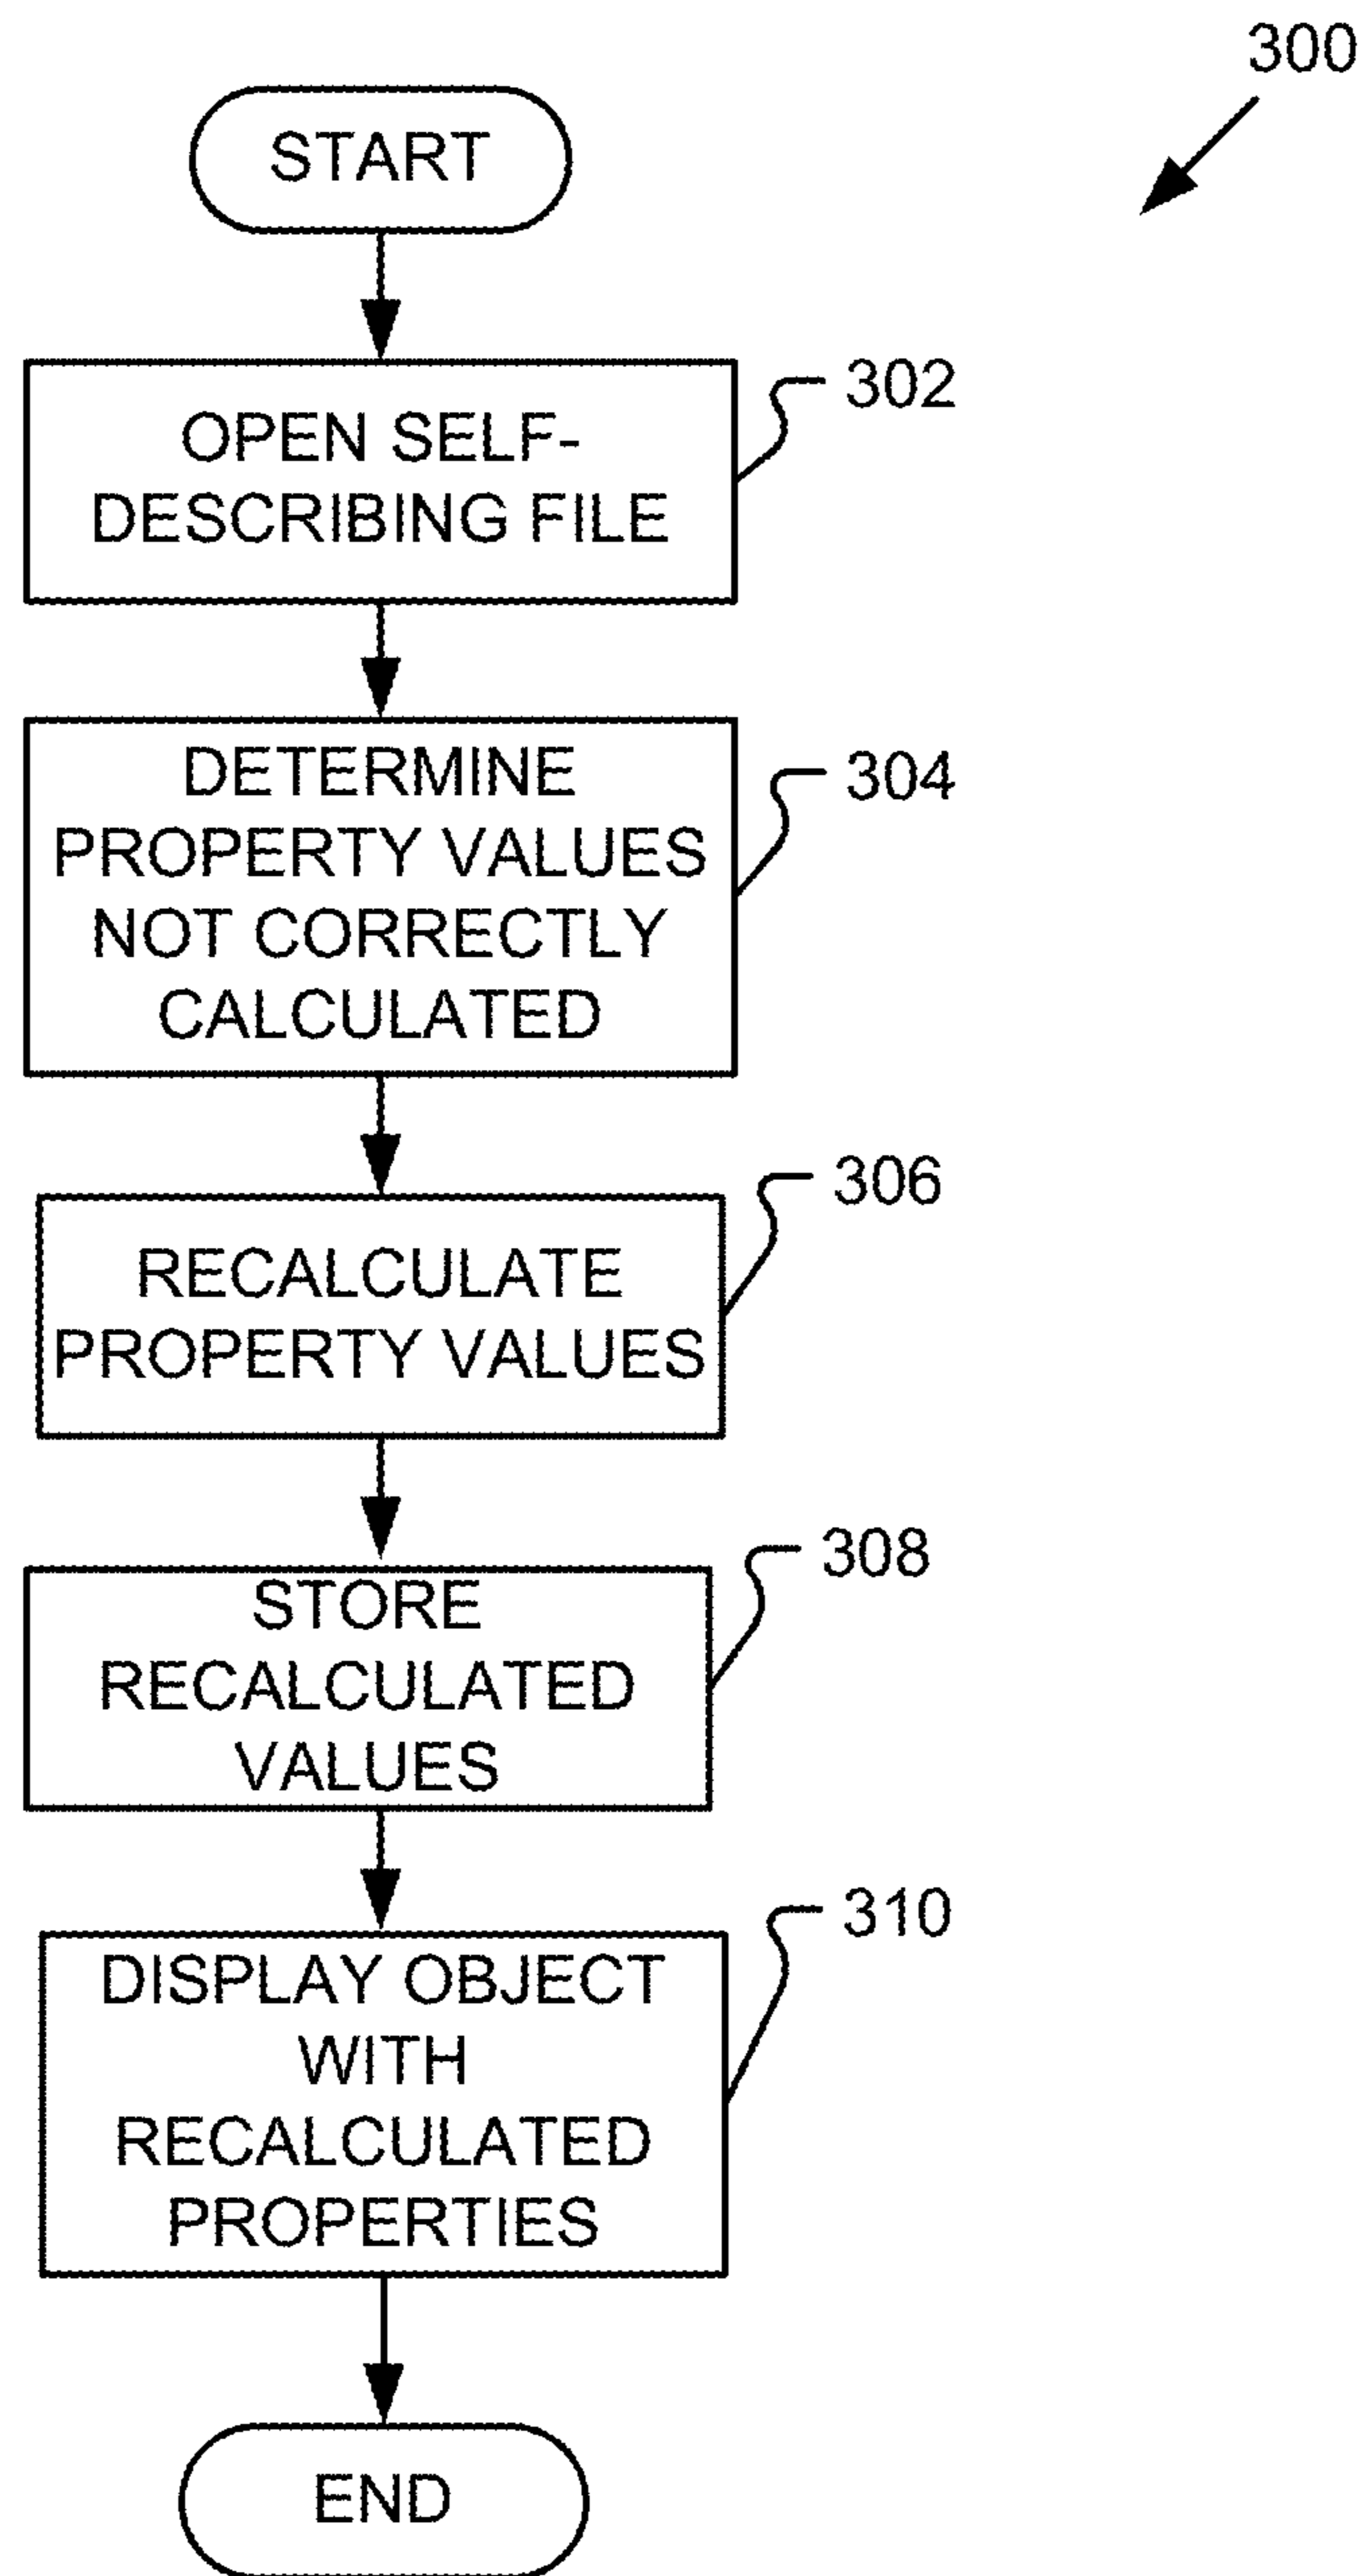 300
START
302
OPEN SELF-
DESCRIBING FILE
304
DETERMINE
PROPERTY VALUES
NOT CORRECTLY
CALCULATED
306
RECALCULATE
PROPERTY VALUES
308
STORE
RECALCULATED
VALUES
310
DISPLAY OBJECT
WITH
RECALCULATED
PROPERTIES
END